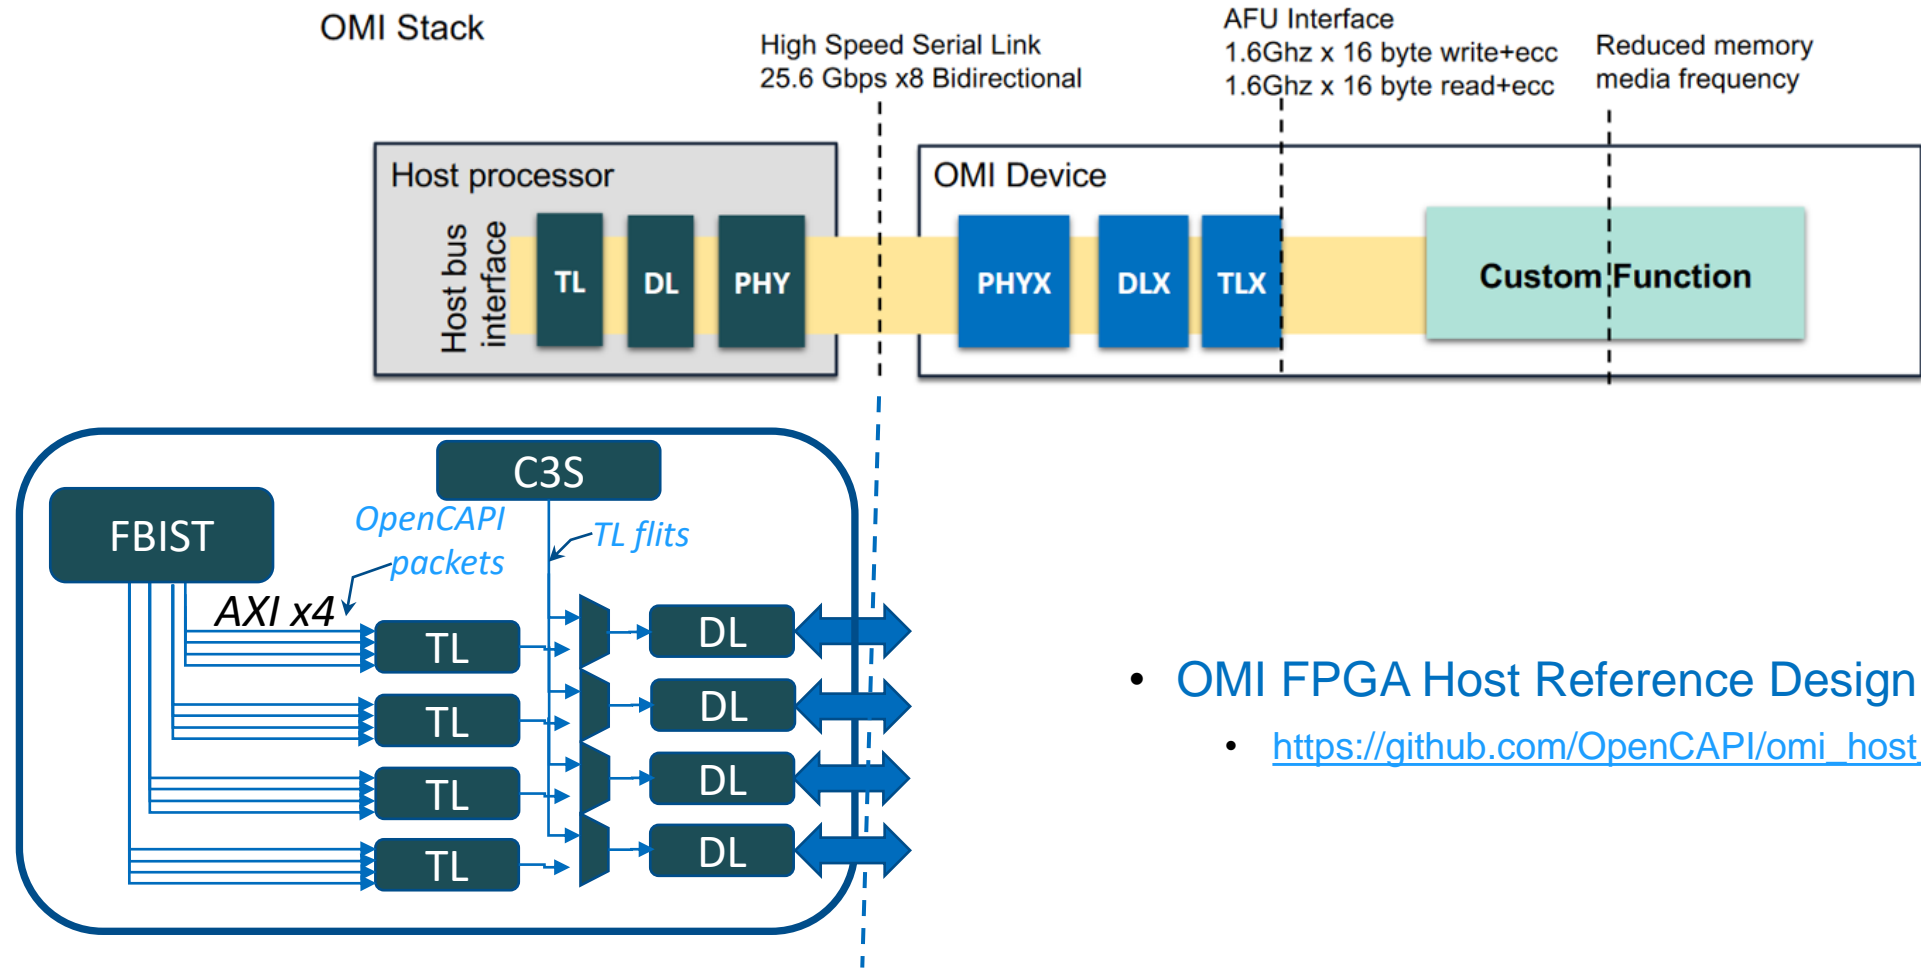 OMI Stack
High Speed Serial Link
25.6 Gbps x8 Bidirectional
AFU Interface
1.6Ghz x 16 byte write+ecc
1.6Ghz x 16 byte read+ecc
Reduced memory
media frequency
Host processor
Host bus
interface
TL
DL
PHY
OMI Device
PHYX
DLX
TLX
Custom Function
C3S
FBIST
OpenCAPI
packets
TL flits
AXI x4
TL
DL
TL
DL
TL
DL
TL
DL
• OMI FPGA Host Reference Design
• https://github.com/OpenCAPI/omi_host_